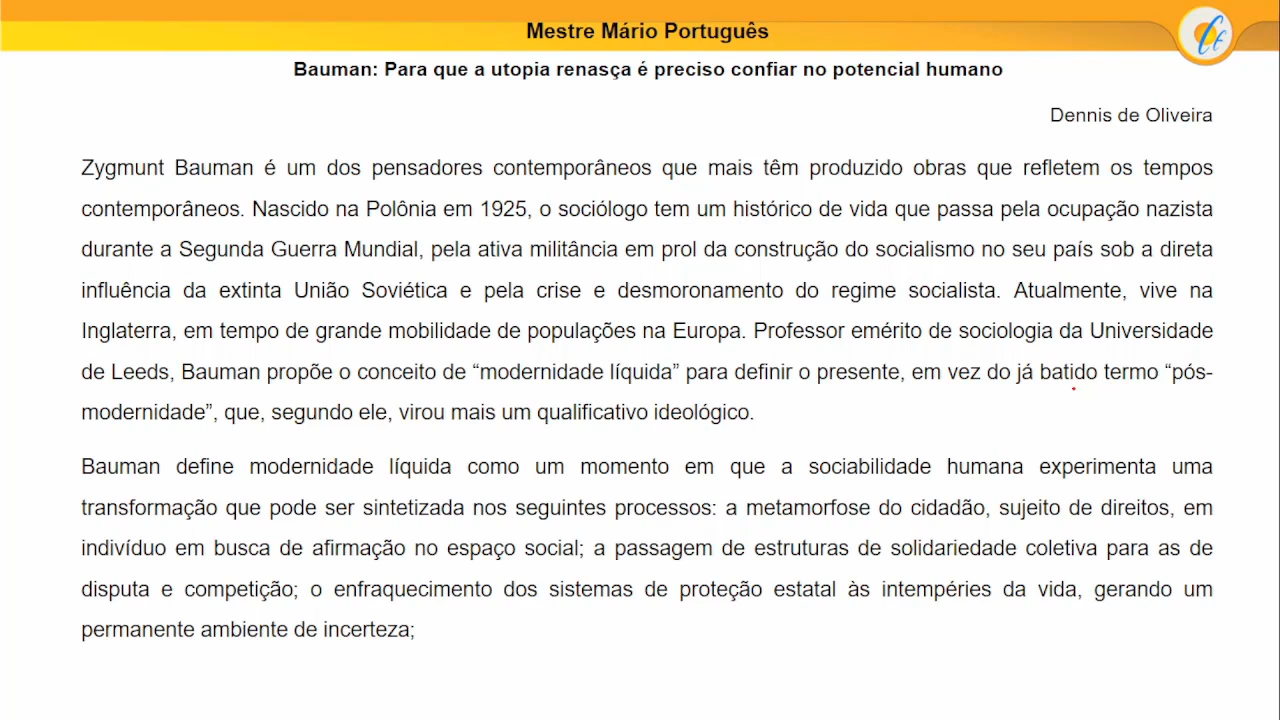 Mestre Mário Português
Bauman: Para que a utopia renasça é preciso confiar no potencial humano
Dennis de Oliveira
Zygmunt Bauman é um dos pensadores contemporâneos que mais têm produzido obras que refletem os tempos
contemporâneos. Nascido na Polônia em 1925, o sociólogo tem um histórico de vida que passa pela ocupação nazista
durante a Segunda Guerra Mundial, pela ativa militância em prol da construção do socialismo no seu país sob a direta
influência da extinta União Soviética e pela crise e desmoronamento do regime socialista. Atualmente, vive na
Inglaterra, em tempo de grande mobilidade de populações na Europa. Professor emérito de sociologia da Universidade
de Leeds, Bauman propõe o conceito de “modernidade líquida” para definir o presente, em vez do já batido termo “pós-
modernidade”, que, segundo ele, virou mais um qualificativo ideológico.
Bauman define modernidade líquida como um momento em que a sociabilidade humana experimenta uma
transformação que pode ser sintetizada nos seguintes processos: a metamorfose do cidadão, sujeito de direitos, em
indivíduo em busca de afirmação no espaço social; a passagem de estruturas de solidariedade coletiva para as de
disputa e competição; o enfraquecimento dos sistemas de proteção estatal às intempéries da vida, gerando um
permanente ambiente de incerteza;